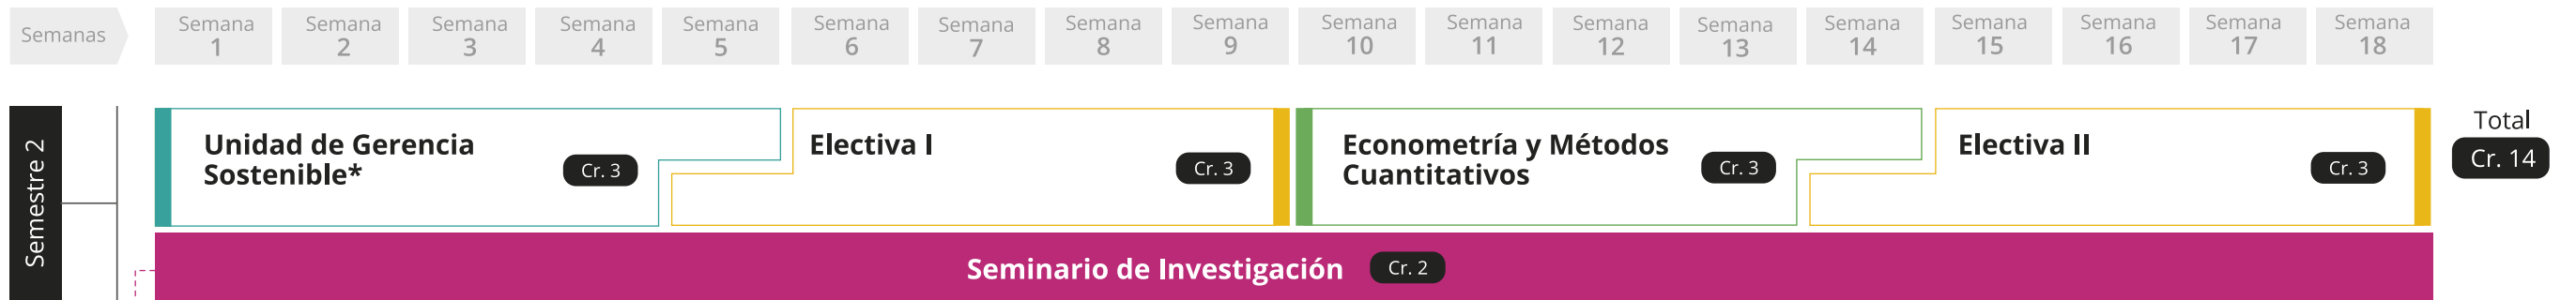 Semanas
Semana
1
Semana
2
Semana
3
Semana
4
Semana
5
Semana
6
Semana
7
Semana
8
Semana
9
Semana
10
Semana
11
Semana
12
Semana
13
Semana
14
Semana
15
Semana
16
Semana
17
Semana
18
Semestre 2
Unidad de Gerencia
Sostenible*
Cr. 3
Electiva I
Cr. 3
Econometría y Métodos
Cuantitativos
Cr. 3
Electiva II
Cr. 3
Total
Cr. 14
Seminario de Investigación
Cr. 2